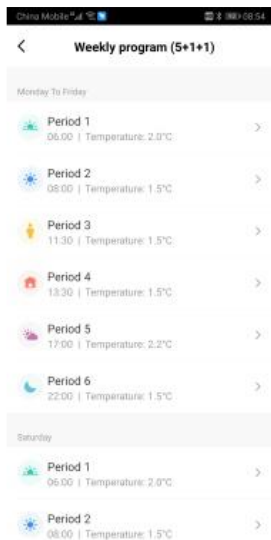 China Mobile 08:54
Weekly program (5+1+1)
Monday To Friday
Period 1
06:00 | Temperature: 2.0°C
Period 2
08:00 | Temperature: 1.5°C
Period 3
11:30 | Temperature: 1.5°C
Period 4
13:30 | Temperature: 1.5°C
Period 5
17:00 | Temperature: 2.2°C
Period 6
22:00 | Temperature: 1.5°C
Saturday
Period 1
06:00 | Temperature: 2.0°C
Period 2
08:00 | Temperature: 1.5°C